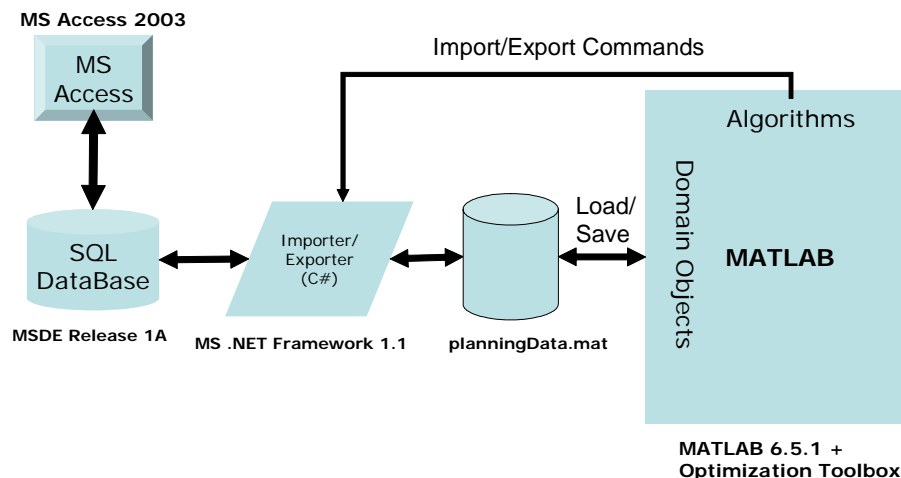 MS Access 2003
MS
Access
Import/Export Commands
Algorithms
Domain Objects
MATLAB
Load/
Save
Importer/
Exporter
(C#)
SQL
DataBase
MSDE Release 1A
MS .NET Framework 1.1
planningData.mat
MATLAB 6.5.1 +
Optimization Toolbox